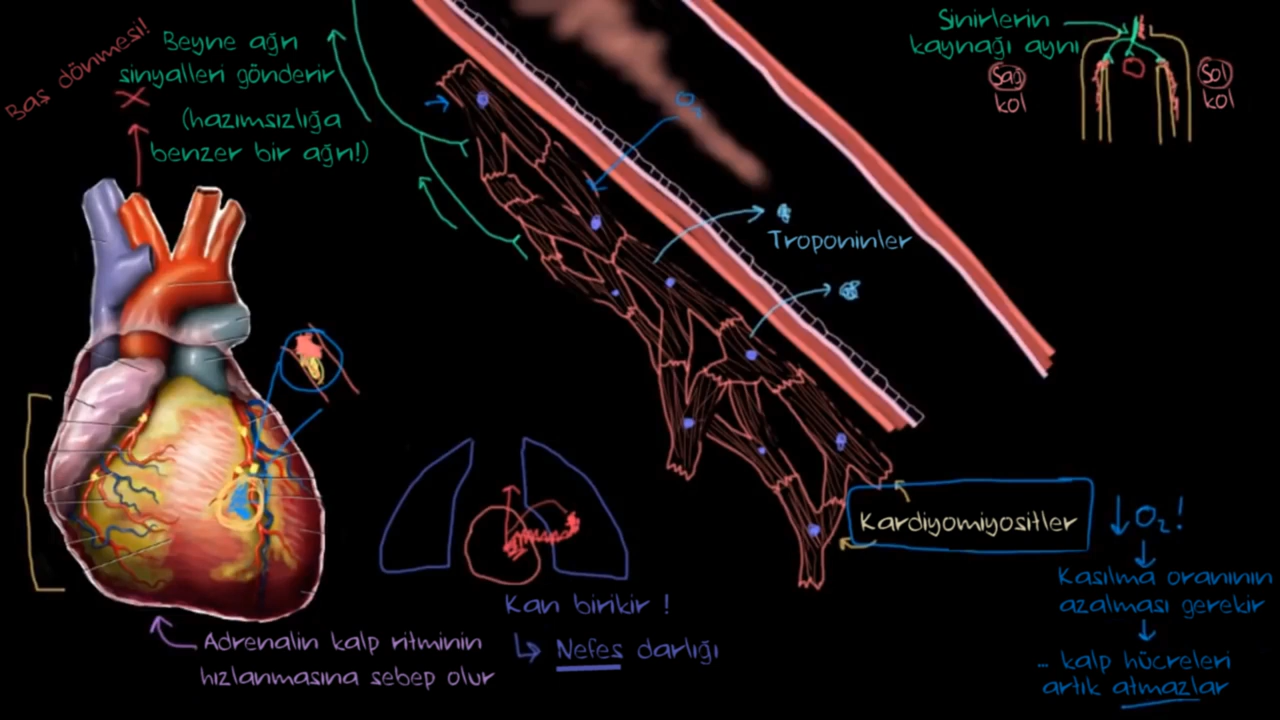 Baş dönmesi!
Beyne ağrı
sinyalleri gönderir
(hazımsızlığa
benzer bir ağrı!)
Sinirlerin
kaynağı aynı
Sağ
kol
Sol
kol
O₂
Troponinler
Kardiyomiyositler
↓O₂!
↓
Kasılma oranının
azalması gerekir
↓
... kalp hücreleri
artık atmazlar
Kan birikir !
↳ Nefes darlığı
Adrenalin kalp ritminin
hızlanmasına sebep olur